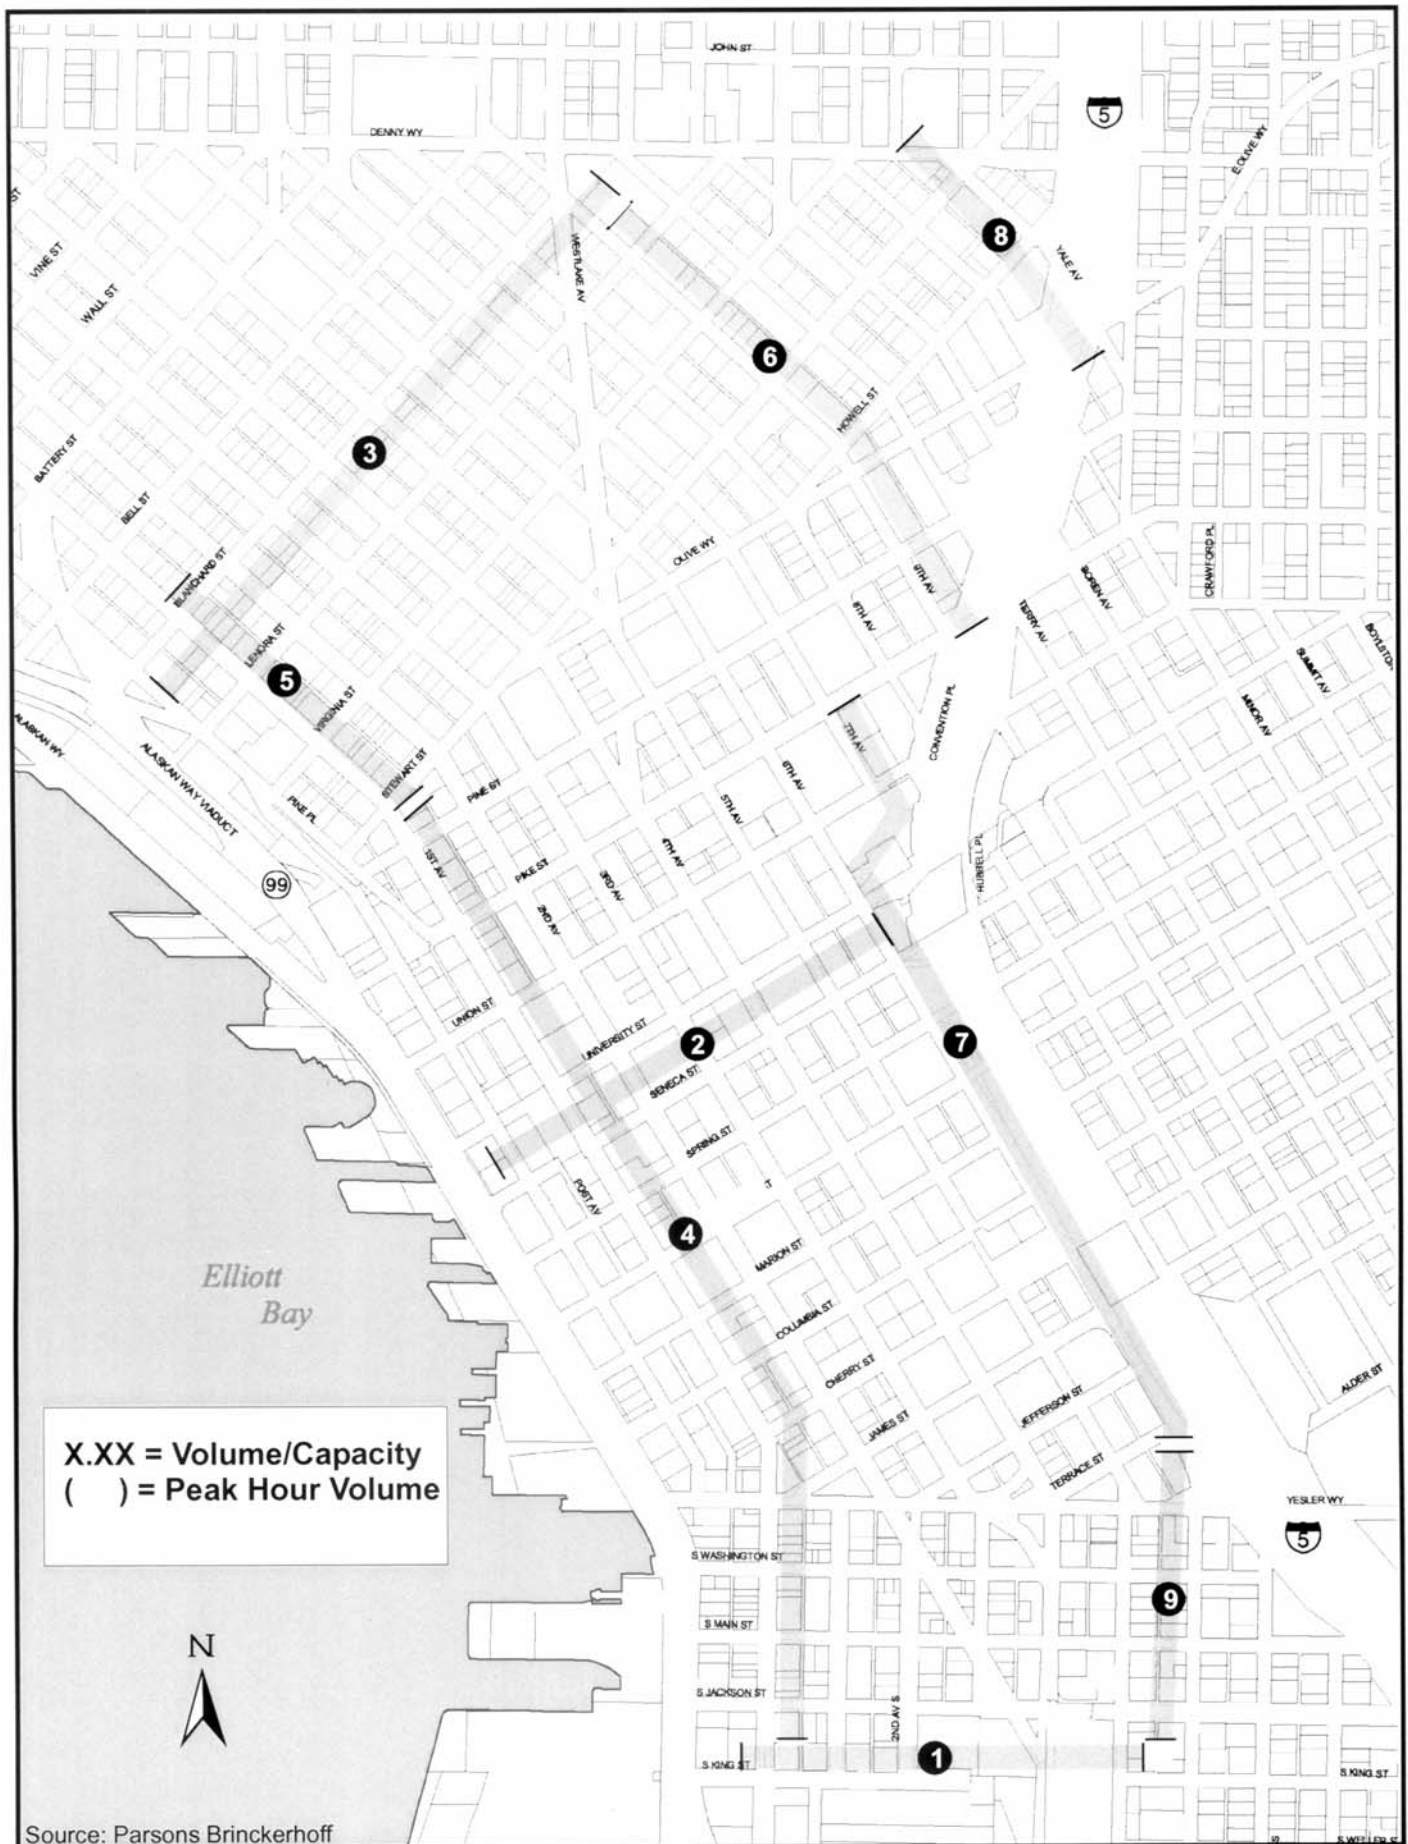 JOHN ST
5
DENNY WY
E OLIVE WY
ST
8
VINE ST
WESTLAKE AV
YALE AV
WALL ST
6
HOWELL ST
3
BATTERY ST
BELL ST
OLIVE WY
CRAWFORD PL
BLANCHARD ST
9TH AV
BOREN AV
8TH AV
TERRY AV
LENORA ST
BOYLSTON
5
SUMMIT AV
VIRGINIA ST
CONVENTION PL
MINOR AV
ALASKAN WY
7TH AV
ALASKAN WAY VIADUCT
STEWART ST
6TH AV
PINE ST
PINE PL
5TH AV
1ST AV
4TH AV
HUBBELL PL
PIKE ST
3RD AV
99
2ND AV
UNION ST
UNIVERSITY ST
2
7
SENECA ST
SPRING ST
POST AV
4
MARION ST
Elliott
Bay
COLUMBIA ST
CHERRY ST
ALDER ST
JEFFERSON ST
JAMES ST
X.XX = Volume/Capacity
( ) = Peak Hour Volume
TERRACE ST
YESLER WY
5
S WASHINGTON ST
9
S MAIN ST
N
S JACKSON ST
2ND AV S
1
S KING ST
S KING ST
Source: Parsons Brinckerhoff
S WELLER S